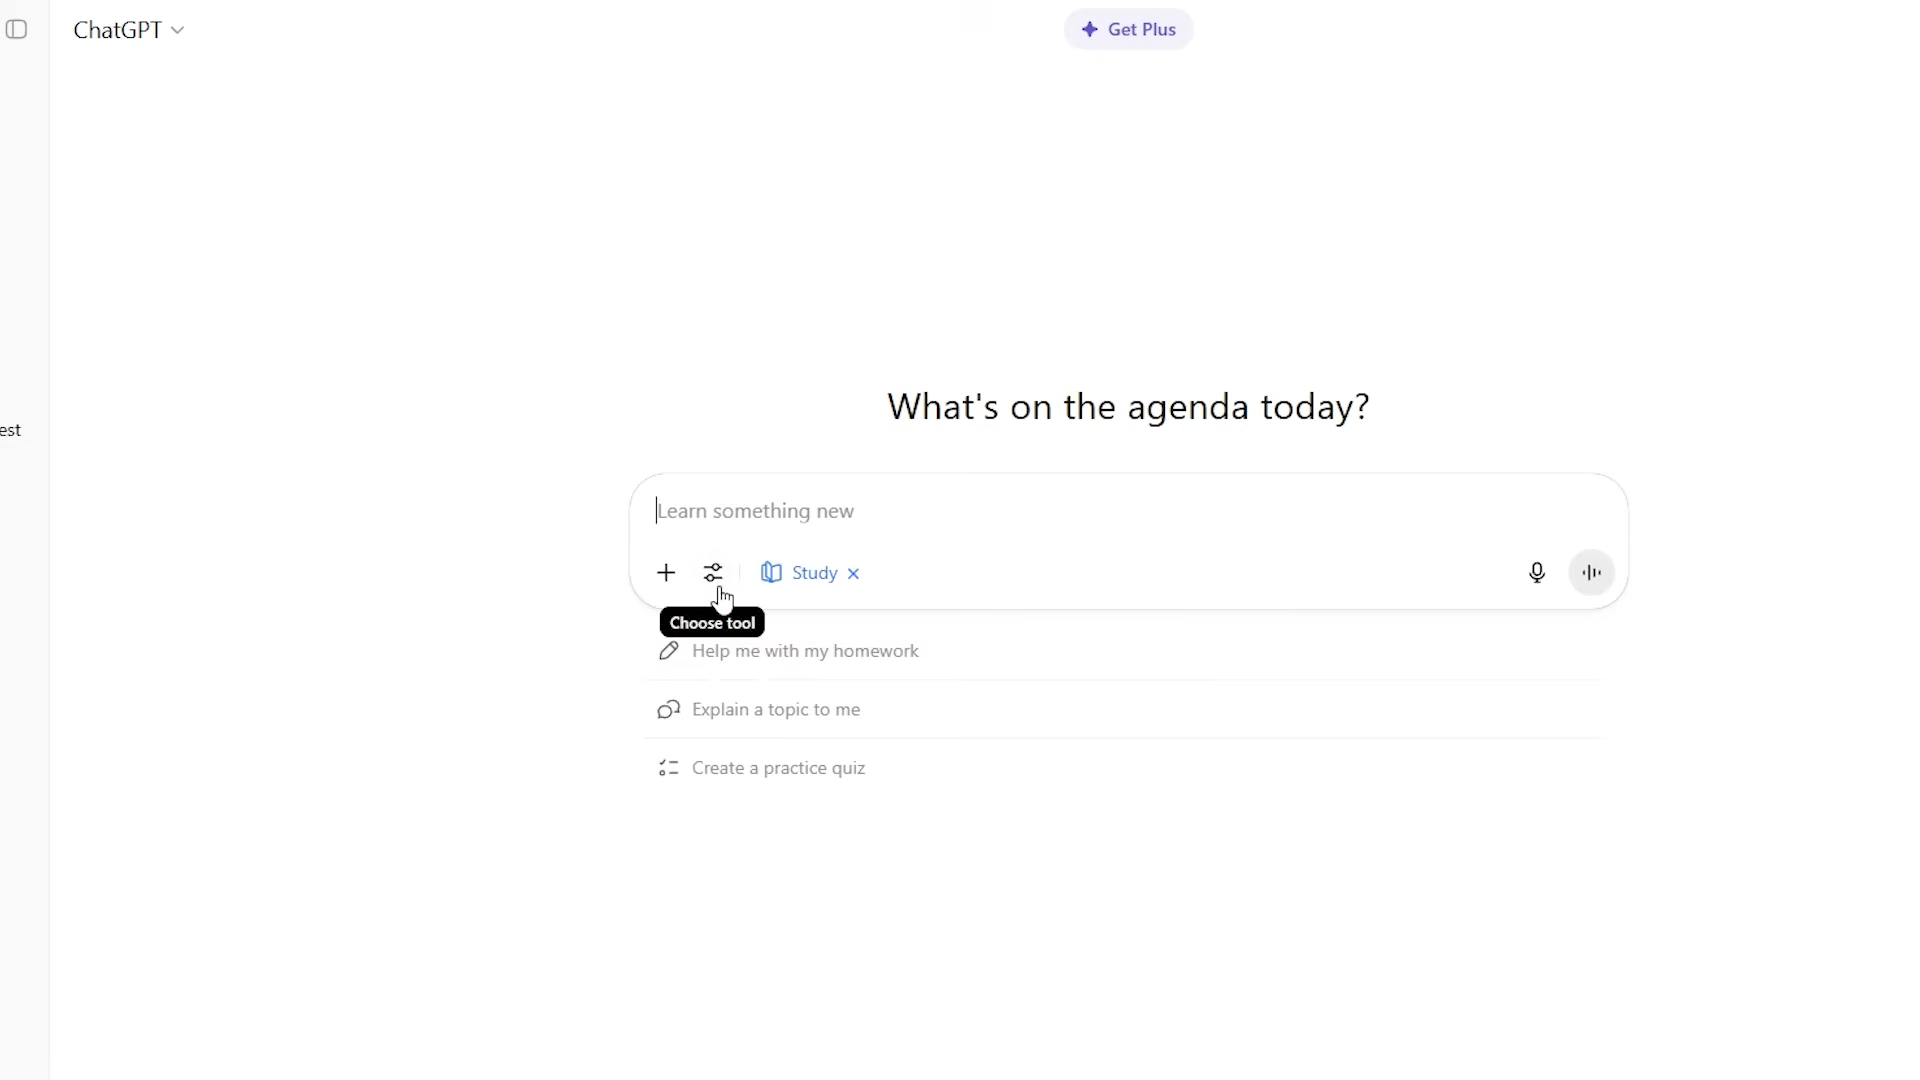 ChatGPT
Get Plus
est
What's on the agenda today?
Learn something new
Study
Choose tool
Help me with my homework
Explain a topic to me
Create a practice quiz